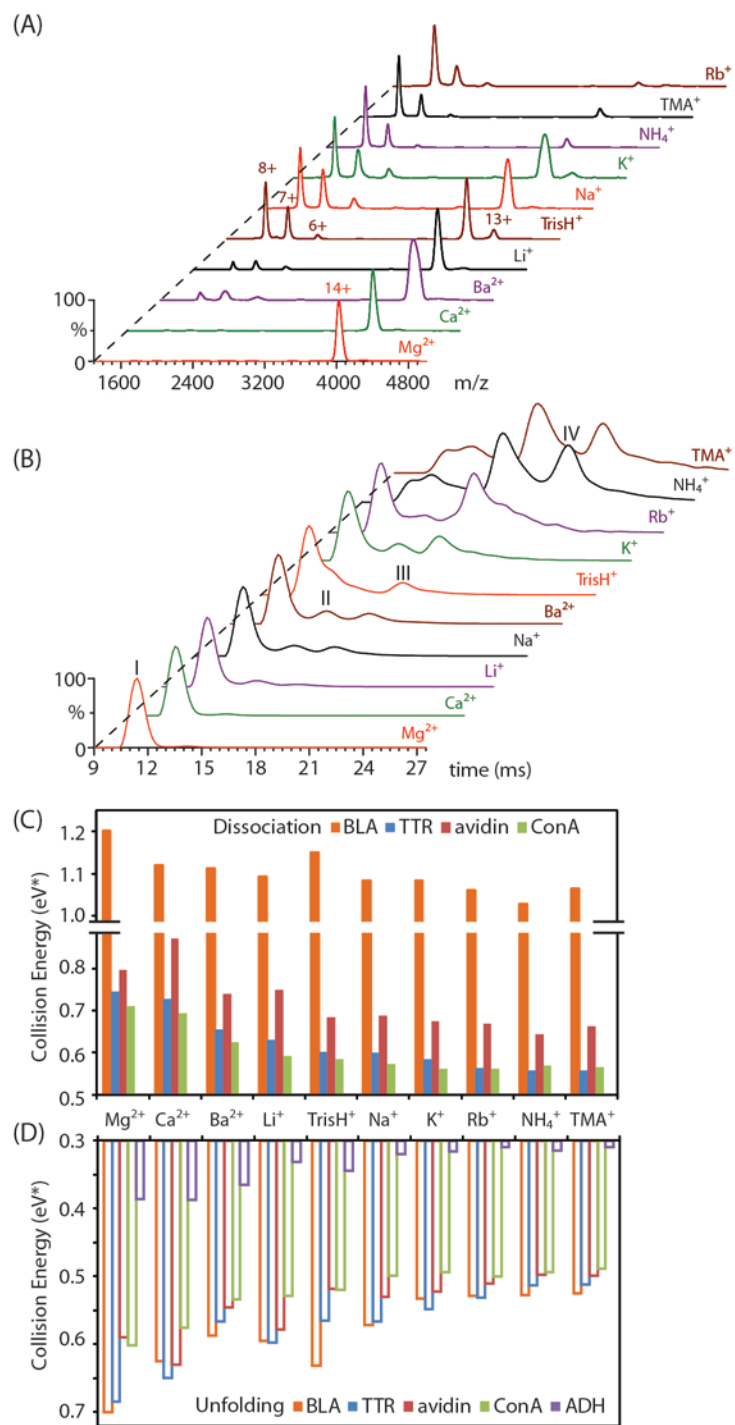 (A)
Rb⁺
TMA⁺
NH₄⁺
K⁺
Na⁺
8+
7+
6+
TrisH⁺
13+
Li⁺
Ba²⁺
100
14+
%
Ca²⁺
0
Mg²⁺
1600 2400 3200 4000 4800 m/z
(B)
IV
TMA⁺
NH₄⁺
Rb⁺
K⁺
III
TrisH⁺
II
Ba²⁺
Na⁺
I
Li⁺
100
%
Ca²⁺
0
Mg²⁺
9 12 15 18 21 24 27 time (ms)
(C)
Dissociation BLA TTR avidin ConA
1.2
1.1
1.0
0.8
0.7
0.6
0.5
Collision Energy (eV*)
Mg²⁺ Ca²⁺ Ba²⁺ Li⁺ TrisH⁺ Na⁺ K⁺ Rb⁺ NH₄⁺ TMA⁺
(D)
0.3
0.4
0.5
0.6
0.7
Collision Energy (eV*)
Unfolding BLA TTR avidin ConA ADH